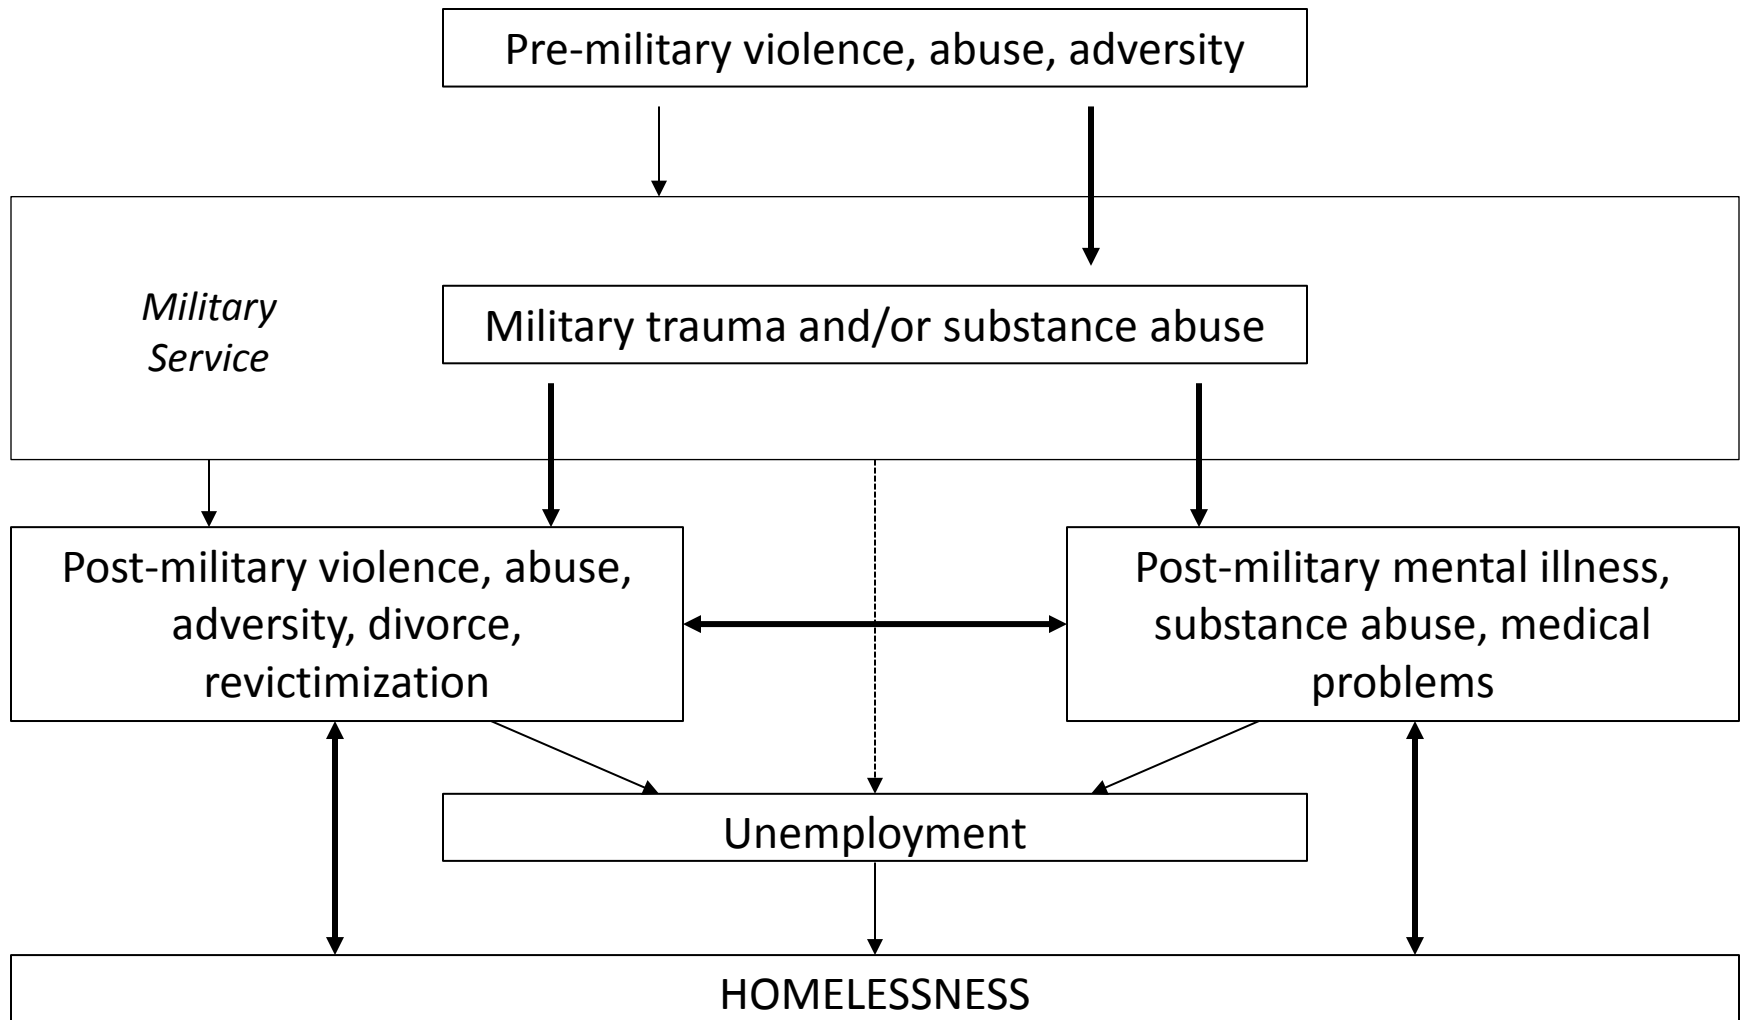 Pre-military violence, abuse, adversity
Military
Service
Military trauma and/or substance abuse
Post-military violence, abuse,
adversity, divorce,
revictimization
Post-military mental illness,
substance abuse, medical
problems
Unemployment
HOMELESSNESS